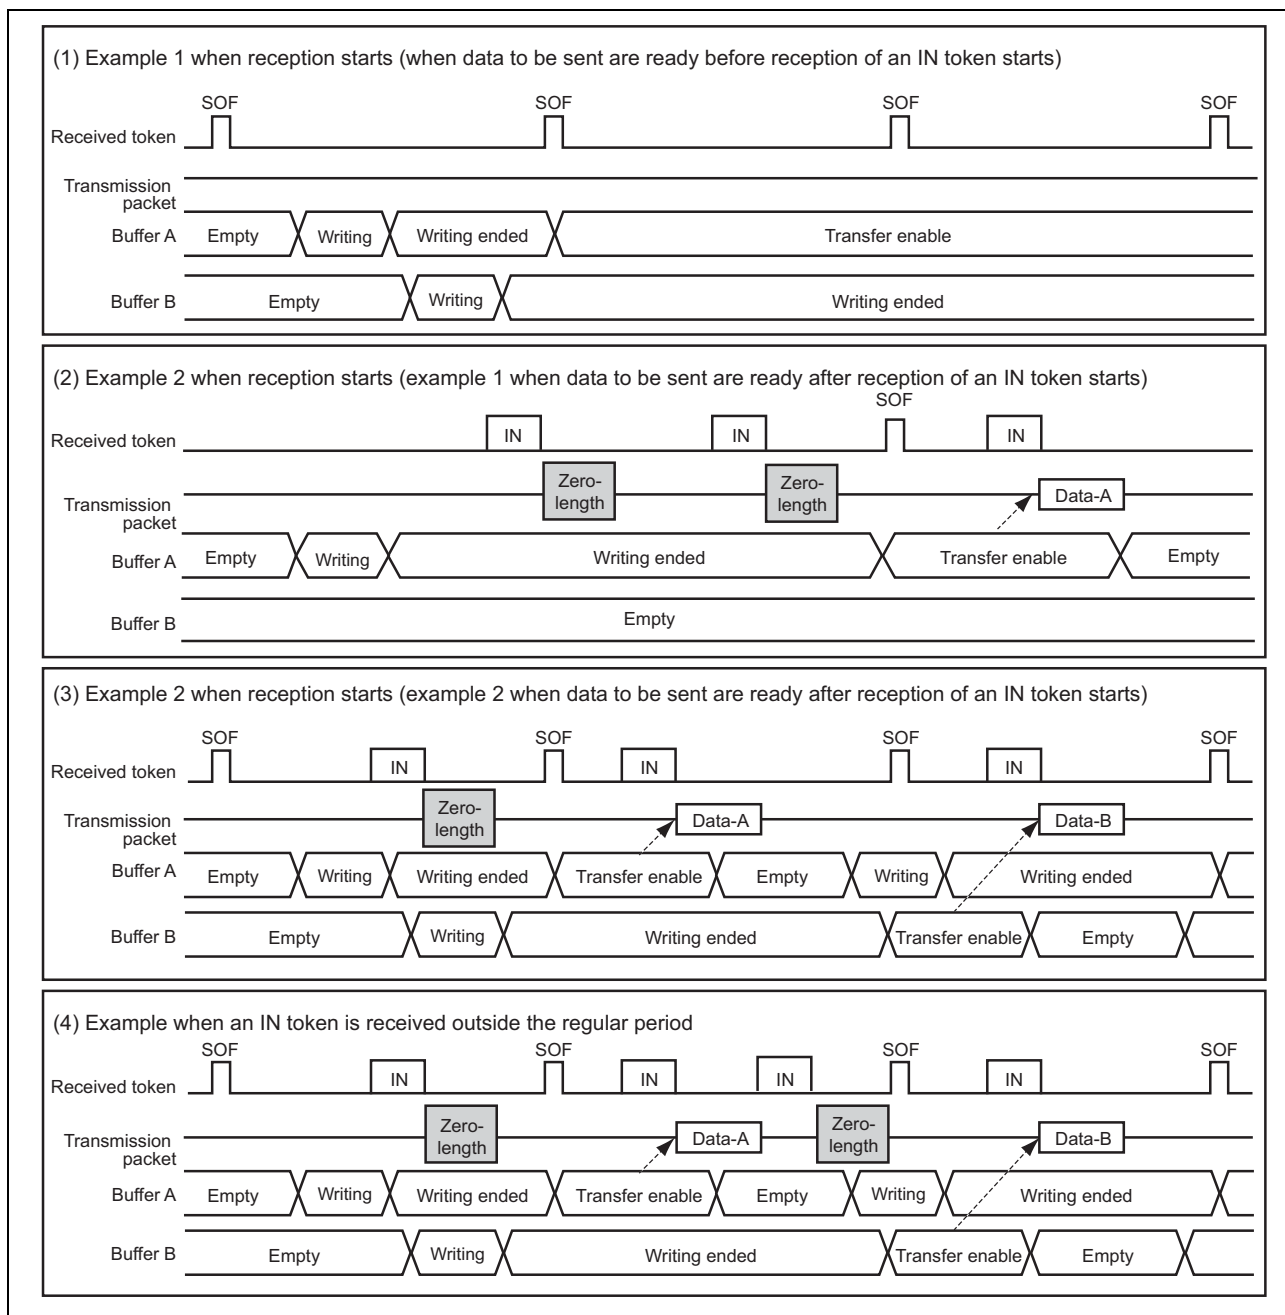 (1) Example 1 when reception starts (when data to be sent are ready before reception of an IN token starts)
SOF SOF SOF SOF
Received token
Transmission
packet
Buffer A Empty Writing Writing ended Transfer enable
Buffer B Empty Writing Writing ended
(2) Example 2 when reception starts (example 1 when data to be sent are ready after reception of an IN token starts)
SOF
Received token IN IN IN
Zero-
length
Zero-
length
Data-A
Transmission
packet
Buffer A Empty Writing Writing ended Transfer enable Empty
Buffer B Empty
(3) Example 2 when reception starts (example 2 when data to be sent are ready after reception of an IN token starts)
SOF SOF SOF SOF
Received token IN IN IN
Zero-
length
Data-A Data-B
Transmission
packet
Buffer A Empty Writing Writing ended Transfer enable Empty Writing Writing ended
Buffer B Empty Writing Writing ended Transfer enable Empty
(4) Example when an IN token is received outside the regular period
SOF SOF SOF SOF
Received token IN IN IN IN
Zero-
length
Data-A
Zero-
length
Data-B
Transmission
packet
Buffer A Empty Writing Writing ended Transfer enable Empty Writing Writing ended
Buffer B Empty Writing Writing ended Transfer enable Empty